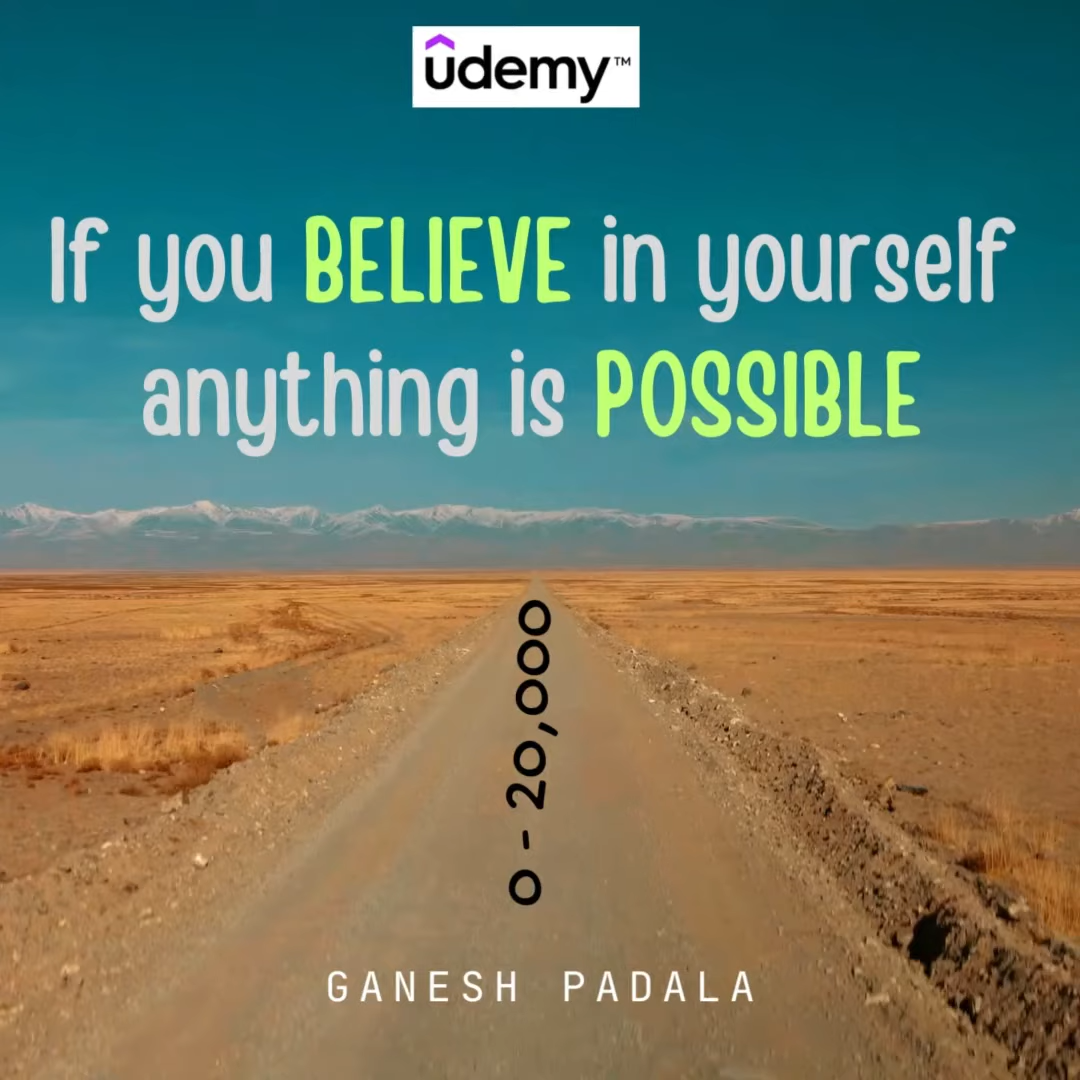 udemy™
If you BELIEVE in yourself
anything is POSSIBLE
0 - 20,000
GANESH PADALA